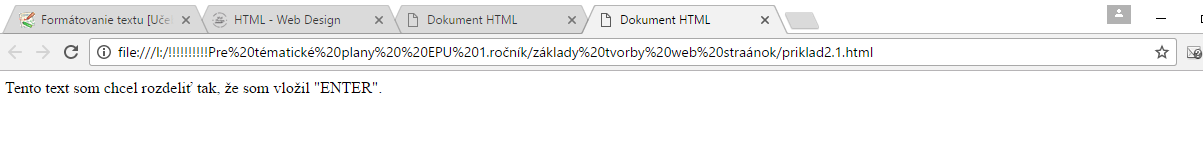 Formátovanie textu [Uče
HTML - Web Design
Dokument HTML
Dokument HTML
file:///I:/!!!!!!!!!!Pre%20tématické%20plany%20%20EPU%201.ročník/základy%20tvorby%20web%20straánok/priklad2.1.html
Tento text som chcel rozdeliť tak, že som vložil "ENTER".